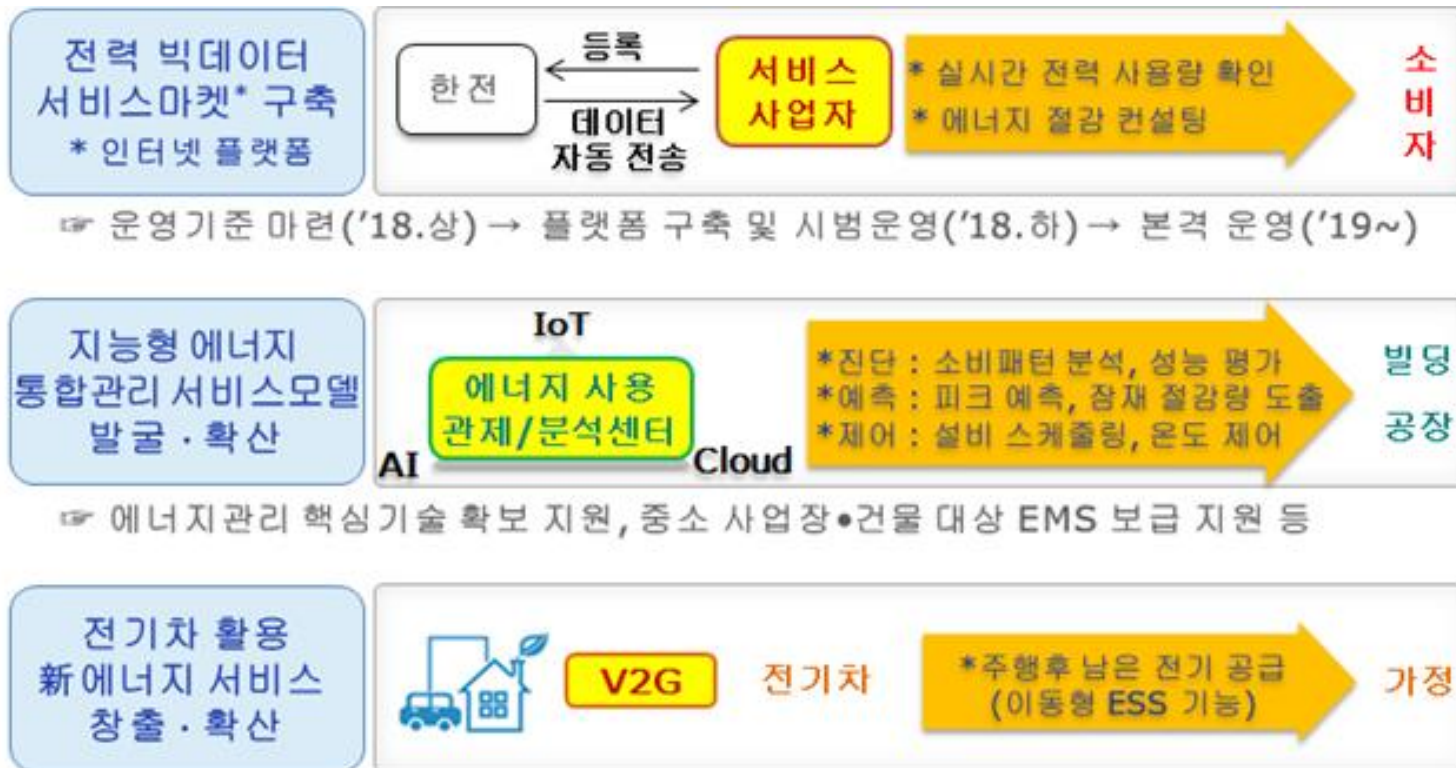 전력 빅데이터
서비스마켓* 구축
* 인터넷 플랫폼
한전
등록
데이터
자동 전송
서비스
사업자
* 실시간 전력 사용량 확인
* 에너지 절감 컨설팅
소
비
자
☞ 운영기준 마련('18.상)→ 플랫폼 구축 및 시범운영('18.하)→ 본격 운영('19~)
지능형 에너지
통합관리 서비스모델
발굴·확산
IoT
에너지 사용
관제/분석센터
AI
Cloud
*진단 : 소비패턴 분석, 성능 평가
*예측 : 피크 예측, 잠재 절감량 도출
*제어 : 설비 스케줄링, 온도 제어
빌딩
공장
☞ 에너지관리 핵심기술 확보 지원, 중소 사업장•건물 대상 EMS 보급 지원 등
전기차 활용
新에너지 서비스
창출·확산
V2G
전기차
*주행후 남은 전기 공급
(이동형 ESS 기능)
가정